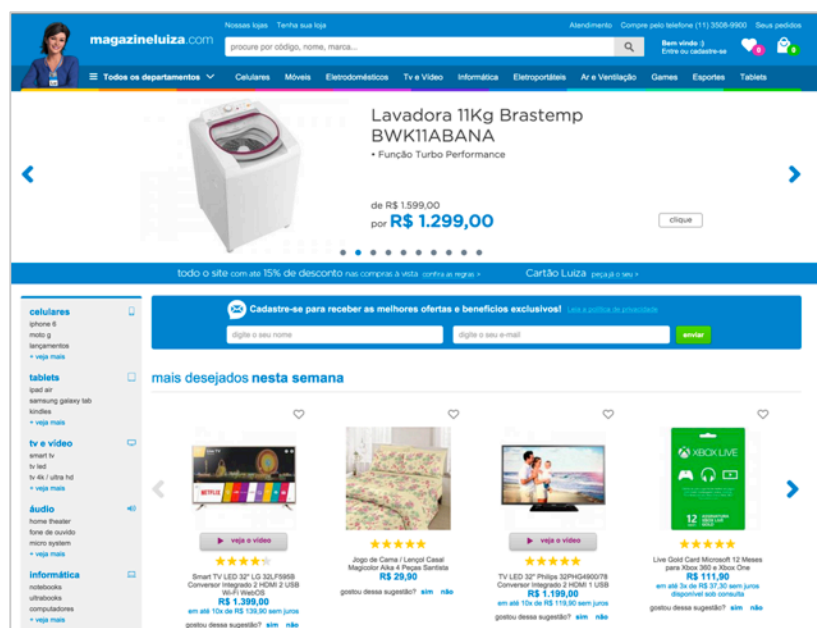 Nossas lojas Tenha sua loja
Atendimento Compre pelo telefone (11) 3508-9900 Seus pedidos
magazineluiza.com
procure por código, nome, marca...
Bem vindo :)
Entre ou cadastre-se
0
0
Todos os departamentos
Celulares Móveis Eletrodomésticos Tv e Vídeo Informática Eletroportáteis Ar e Ventilação Games Esportes Tablets
Lavadora 11Kg Brastemp
BWK11ABANA
• Função Turbo Performance
de R$ 1.599,00
por R$ 1.299,00
clique
todo o site com até 15% de desconto nas compras à vista confira as regras >
Cartão Luiza peça já o seu >
celulares
iphone 6
moto g
lançamentos
+ veja mais
tablets
ipad air
samsung galaxy tab
kindles
+ veja mais
tv e vídeo
smart tv
tv led
tv 4k / ultra hd
+ veja mais
áudio
home theater
fone de ouvido
micro system
+ veja mais
informática
notebooks
ultrabooks
computadores
+ veja mais
Cadastre-se para receber as melhores ofertas e benefícios exclusivos! Leia a política de privacidade
digite o seu nome
digite o seu e-mail
enviar
mais desejados nesta semana
NETFLIX
veja o vídeo
Smart TV LED 32" LG 32LF595B
Conversor Integrado 2 HDMI 2 USB
Wi-Fi WebOS
R$ 1.399,00
em até 10x de R$ 139,90 sem juros
gostou dessa sugestão? sim não
Jogo de Cama / Lençol Casal
Magicolor Aika 4 Peças Santista
R$ 29,90
gostou dessa sugestão? sim não
veja o vídeo
TV LED 32" Philips 32PHG4900/78
Conversor Integrado 2 HDMI 1 USB
R$ 1.199,00
em até 10x de R$ 119,90 sem juros
gostou dessa sugestão? sim não
XBOX LIVE
12
ASSINATURA
XBOX LIVE
GOLD
Live Gold Card Microsoft 12 Meses
para Xbox 360 e Xbox One
R$ 111,90
em até 3x de R$ 37,30 sem juros
disponível sob consulta
gostou dessa sugestão? sim não